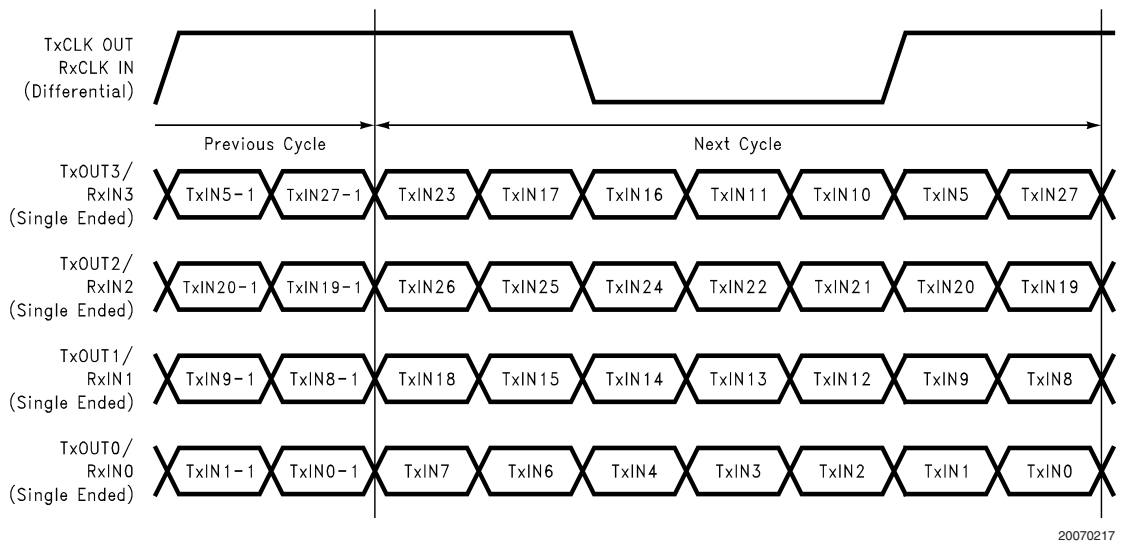 TxCLK OUT
RxCLK IN
(Differential)
Previous Cycle
Next Cycle
TxOUT3/
RxIN3
(Single Ended)
TxIN5-1 TxIN27-1 TxIN23 TxIN17 TxIN16 TxIN11 TxIN10 TxIN5 TxIN27
TxOUT2/
RxIN2
(Single Ended)
TxIN20-1 TxIN19-1 TxIN26 TxIN25 TxIN24 TxIN22 TxIN21 TxIN20 TxIN19
TxOUT1/
RxIN1
(Single Ended)
TxIN9-1 TxIN8-1 TxIN18 TxIN15 TxIN14 TxIN13 TxIN12 TxIN9 TxIN8
TxOUT0/
RxIN0
(Single Ended)
TxIN1-1 TxIN0-1 TxIN7 TxIN6 TxIN4 TxIN3 TxIN2 TxIN1 TxIN0
20070217